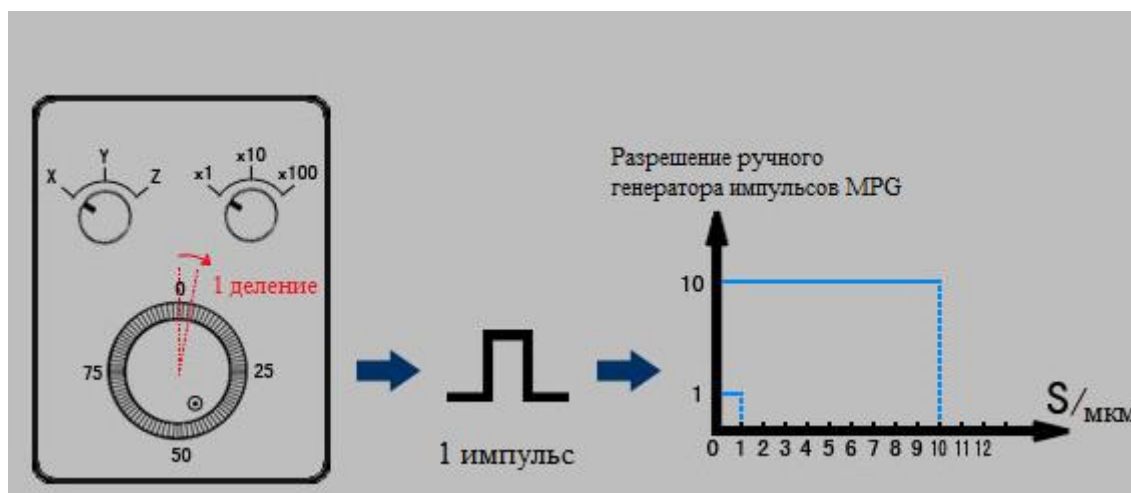 X Y Z
x1 x10 x100
1 деление
0
75 25
50
1 импульс
Разрешение ручного
генератора импульсов MPG
10
1
S/мкм
0 1 2 3 4 5 6 7 8 9 10 11 12